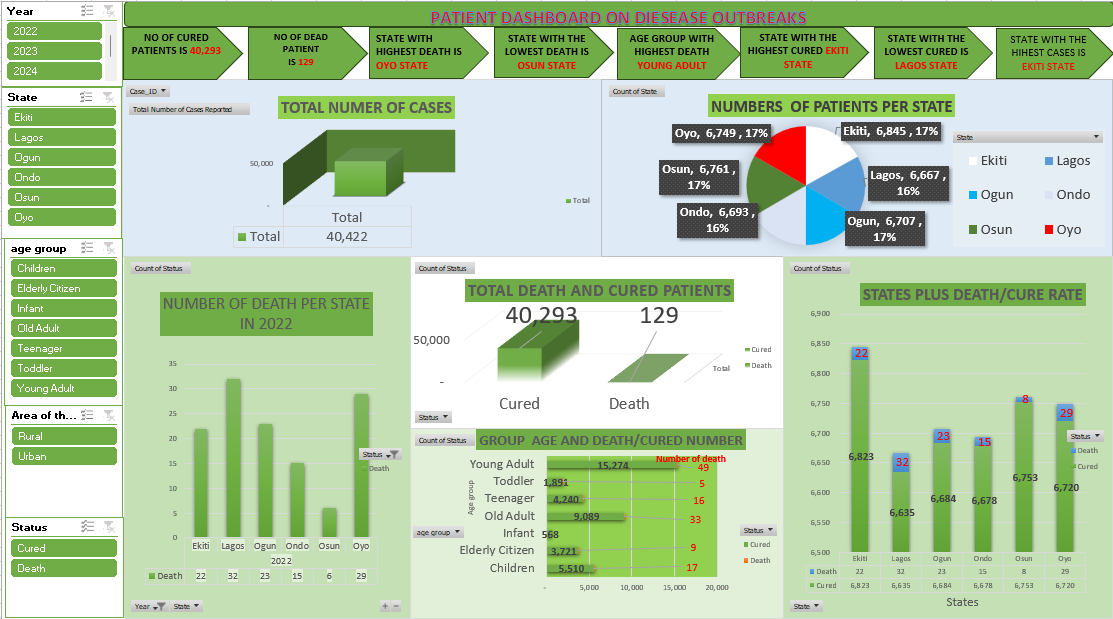 PATIENT DASHBOARD ON DIESEASE OUTBREAKS
NO OF CURED
PATIENTS IS 40,293
NO OF DEAD
PATIENT
IS 129
STATE WITH
HIGHEST DEATH IS
OYO STATE
STATE WITH THE
LOWEST DEATH IS
OSUN STATE
AGE GROUP WITH
HIGHEST DEATH
YOUNG ADULT
STATE WITH THE
HIGHEST CURED EKITI
STATE
STATE WITH THE
LOWEST CURED IS
LAGOS STATE
STATE WITH THE
HIHEST CASES IS
EKITI STATE
Year
2022
2023
2024
State
Ekiti
Lagos
Ogun
Ondo
Osun
Oyo
age group
Children
Elderly Citizen
Infant
Old Adult
Teenager
Toddler
Young Adult
Area of th...
Rural
Urban
Status
Cured
Death
Case_ID
Total Number of Cases Reported
TOTAL NUMER OF CASES
50,000
-
Total
Total
Total 40,422
Count of State
NUMBERS OF PATIENTS PER STATE
Oyo, 6,749 , 17%
Ekiti, 6,845 , 17%
Osun, 6,761 ,
17%
Lagos, 6,667 ,
16%
Ondo, 6,693 ,
16%
Ogun, 6,707 ,
17%
State
Ekiti Lagos
Ogun Ondo
Osun Oyo
Count of Status
NUMBER OF DEATH PER STATE
IN 2022
35
30
25
20
15
10
5
0
Status
Death
Ekiti Lagos Ogun Ondo Osun Oyo
2022
Death 22 32 23 15 6 29
Year State
Count of Status
TOTAL DEATH AND CURED PATIENTS
40,293 129
50,000
-
Cured
Death
Total
Cured Death
Status
Count of Status
GROUP AGE AND DEATH/CURED NUMBER
Number of death
Age group
Young Adult 15,274 49
Toddler 1,891 5
Teenager 4,240 16
Old Adult 9,089 33
Infant 568
Elderly Citizen 3,721 9
Children 5,510 17
age group
Status
Cured
Death
- 5,000 10,000 15,000 20,000
Count of Status
STATES PLUS DEATH/CURE RATE
6,900
6,850
6,800
6,750
6,700
6,650
6,600
6,550
6,500
22
32
23
15
8
29
6,823
6,635
6,684
6,678
6,753
6,720
Status
Death
Cured
Ekiti Lagos Ogun Ondo Osun Oyo
Death 22 32 23 15 8 29
Cured 6,823 6,635 6,684 6,678 6,753 6,720
States
State